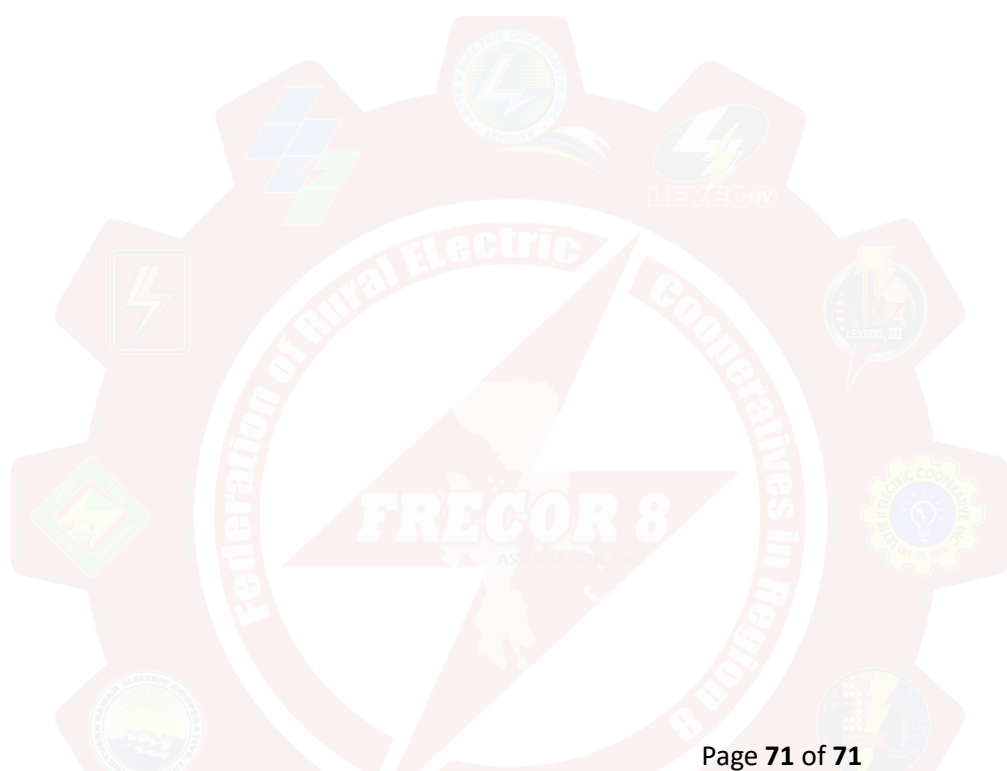 LEYECO IV
Federation of Rural Electric
Cooperatives in Region 8
LEYECO III
FRECOR 8
ASSOCIATION, Inc.
Page 71 of 71